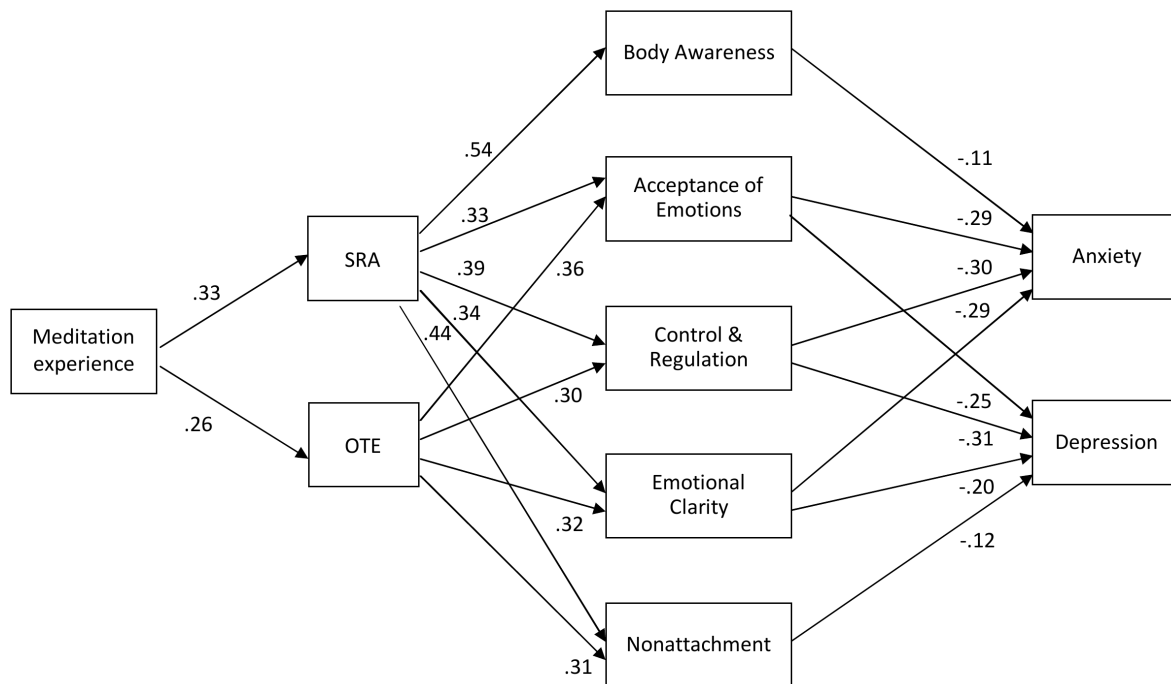 Body Awareness
.54
-.11
Acceptance of
Emotions
.33
-.29
SRA
Anxiety
.39
.36
-.30
.33
.34
-.29
.44
Meditation
experience
Control &
Regulation
.30
-.25
.26
OTE
-.31
Depression
Emotional
Clarity
-.20
.32
-.12
Nonattachment
.31